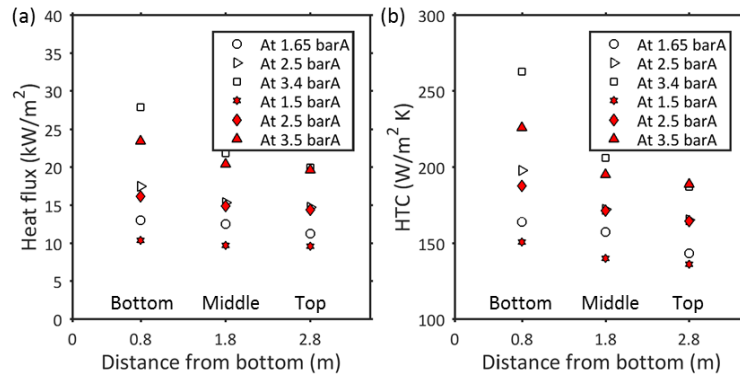 (a)
40
35
30
25
20
15
10
5
0
Heat flux (kW/m²)
At 1.65 barA
At 2.5 barA
At 3.4 barA
At 1.5 barA
At 2.5 barA
At 3.5 barA
Bottom Middle Top
0 0.8 1.8 2.8
Distance from bottom (m)
(b)
300
250
200
150
100
HTC (W/m² K)
At 1.65 barA
At 2.5 barA
At 3.4 barA
At 1.5 barA
At 2.5 barA
At 3.5 barA
Bottom Middle Top
0 0.8 1.8 2.8
Distance from bottom (m)